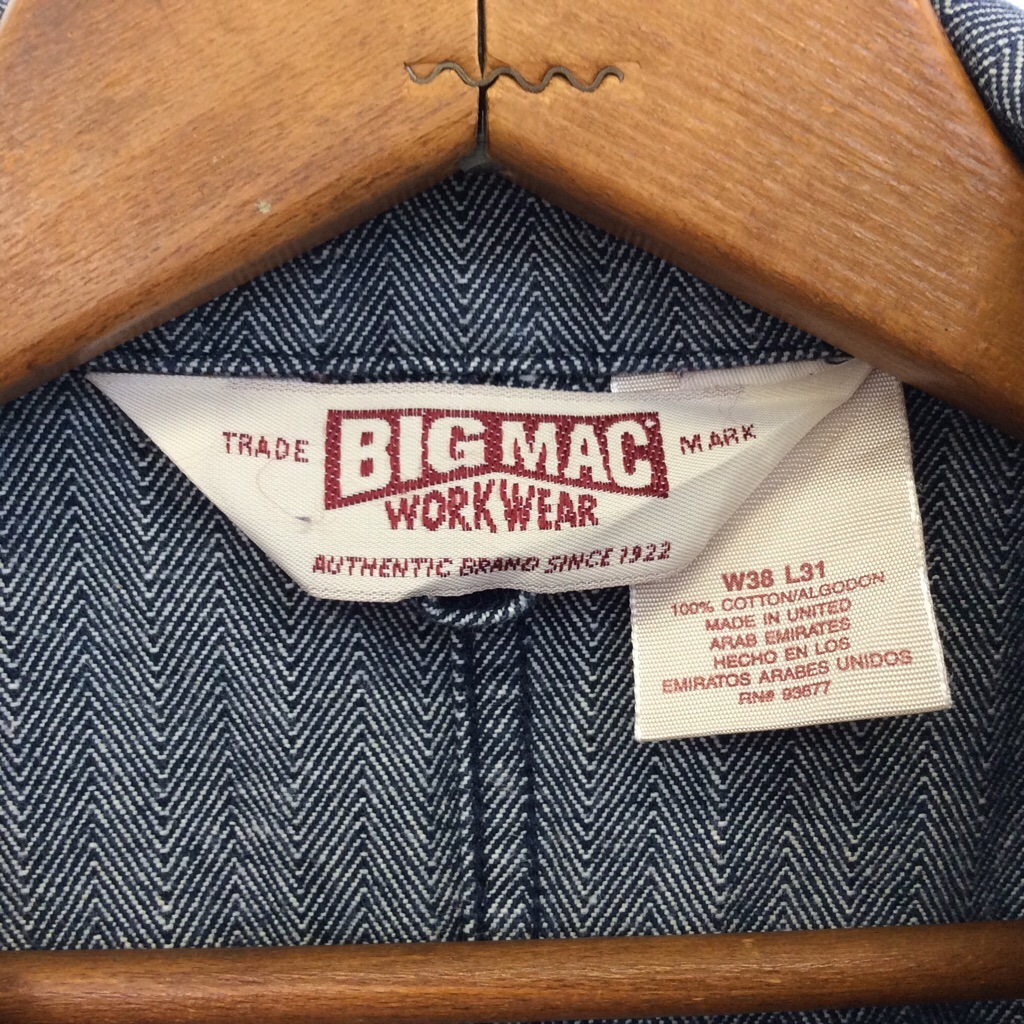 TRADE BIG MAC MARK
WORKWEAR
AUTHENTIC BRAND SINCE 1922
W38 L31
100% COTTON/ALGODON
MADE IN UNITED
ARAB EMIRATES
HECHO EN LOS
EMIRATOS ARABES UNIDOS
RN# 93677